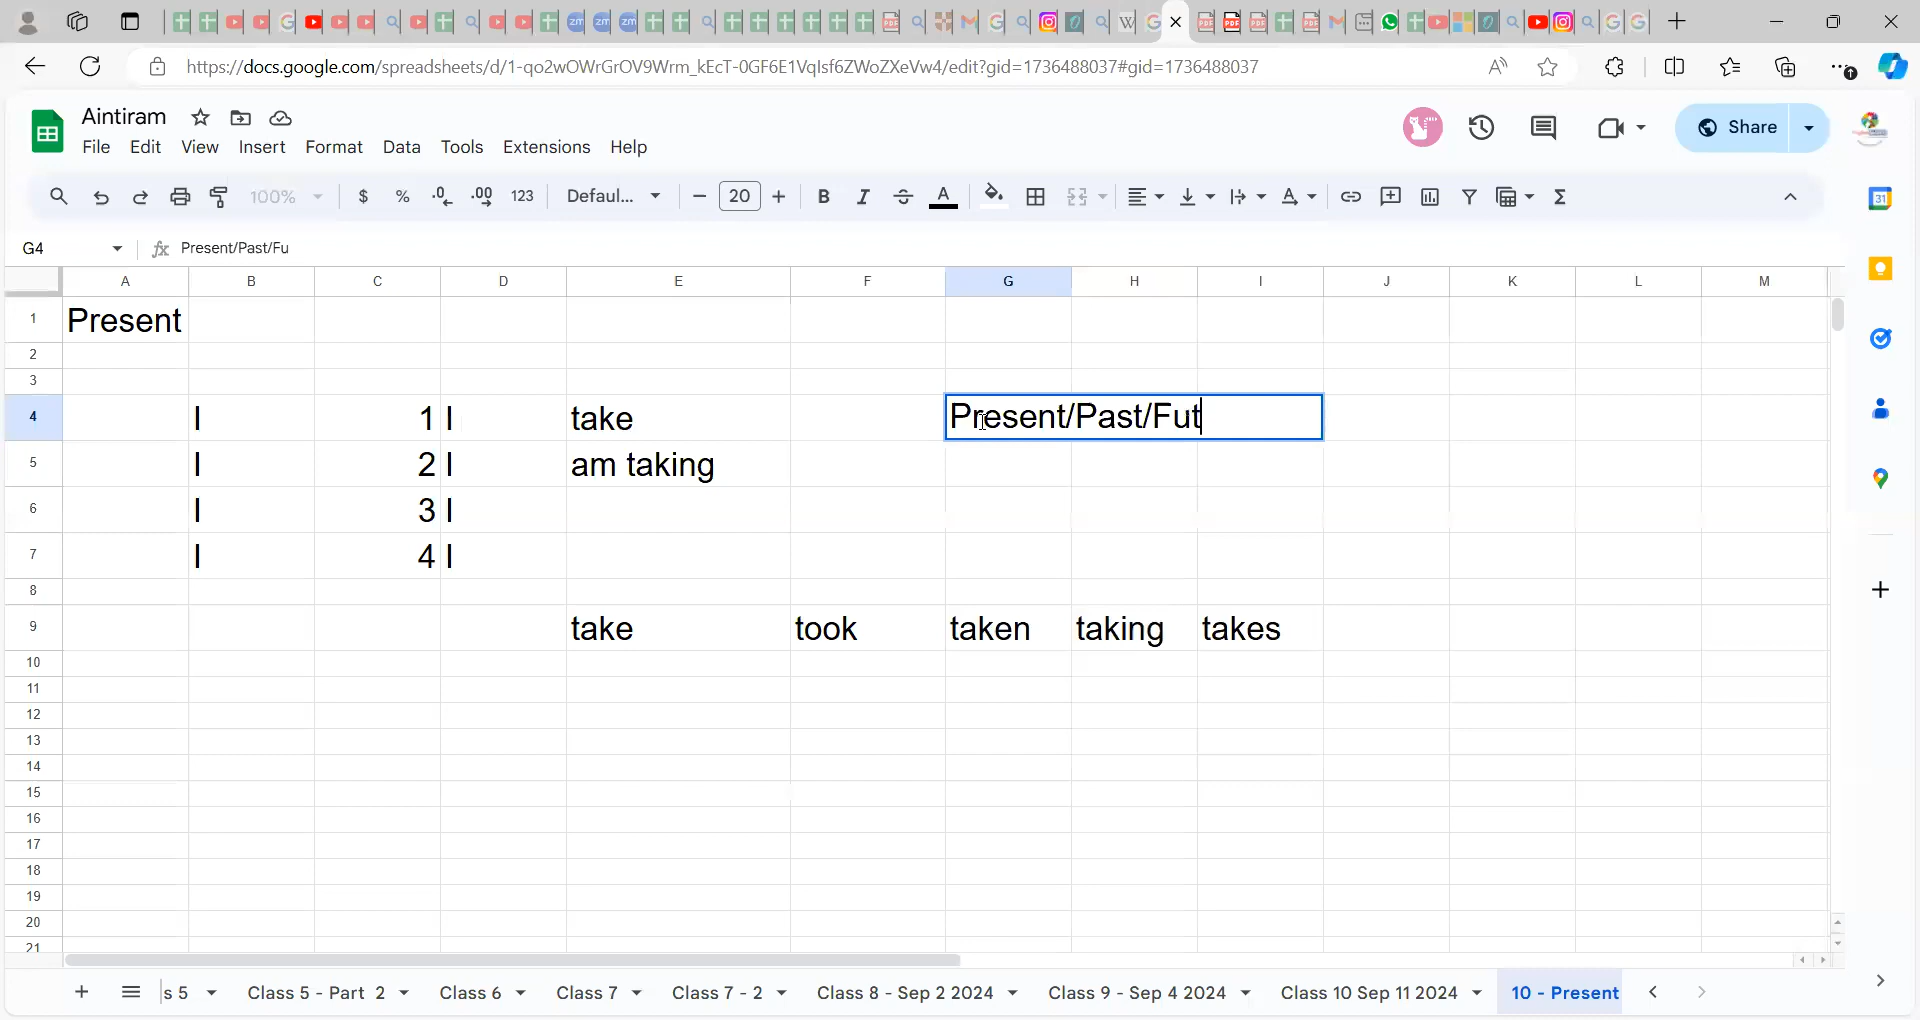 https://docs.google.com/spreadsheets/d/1-qo2wOWrGrOV9Wrm_kEcT-0GF6E1VqIsf6ZWoZXeVw4/edit?gid=1736488037#gid=1736488037
Aintiram
Share
File Edit View Insert Format Data Tools Extensions Help
100% $ % .0 .00 123 Defaul... 20 B I A
G4 fx Present/Past/Fu
A B C D E F G H I J K L M
1 Present
2
3
4 I 1 I take Present/Past/Fut
5 I 2 I am taking
6 I 3 I
7 I 4 I
8
9 take took taken taking takes
10
11
12
13
14
15
16
17
18
19
20
21
s 5 Class 5 - Part 2 Class 6 Class 7 Class 7 - 2 Class 8 - Sep 2 2024 Class 9 - Sep 4 2024 Class 10 Sep 11 2024 10 - Present